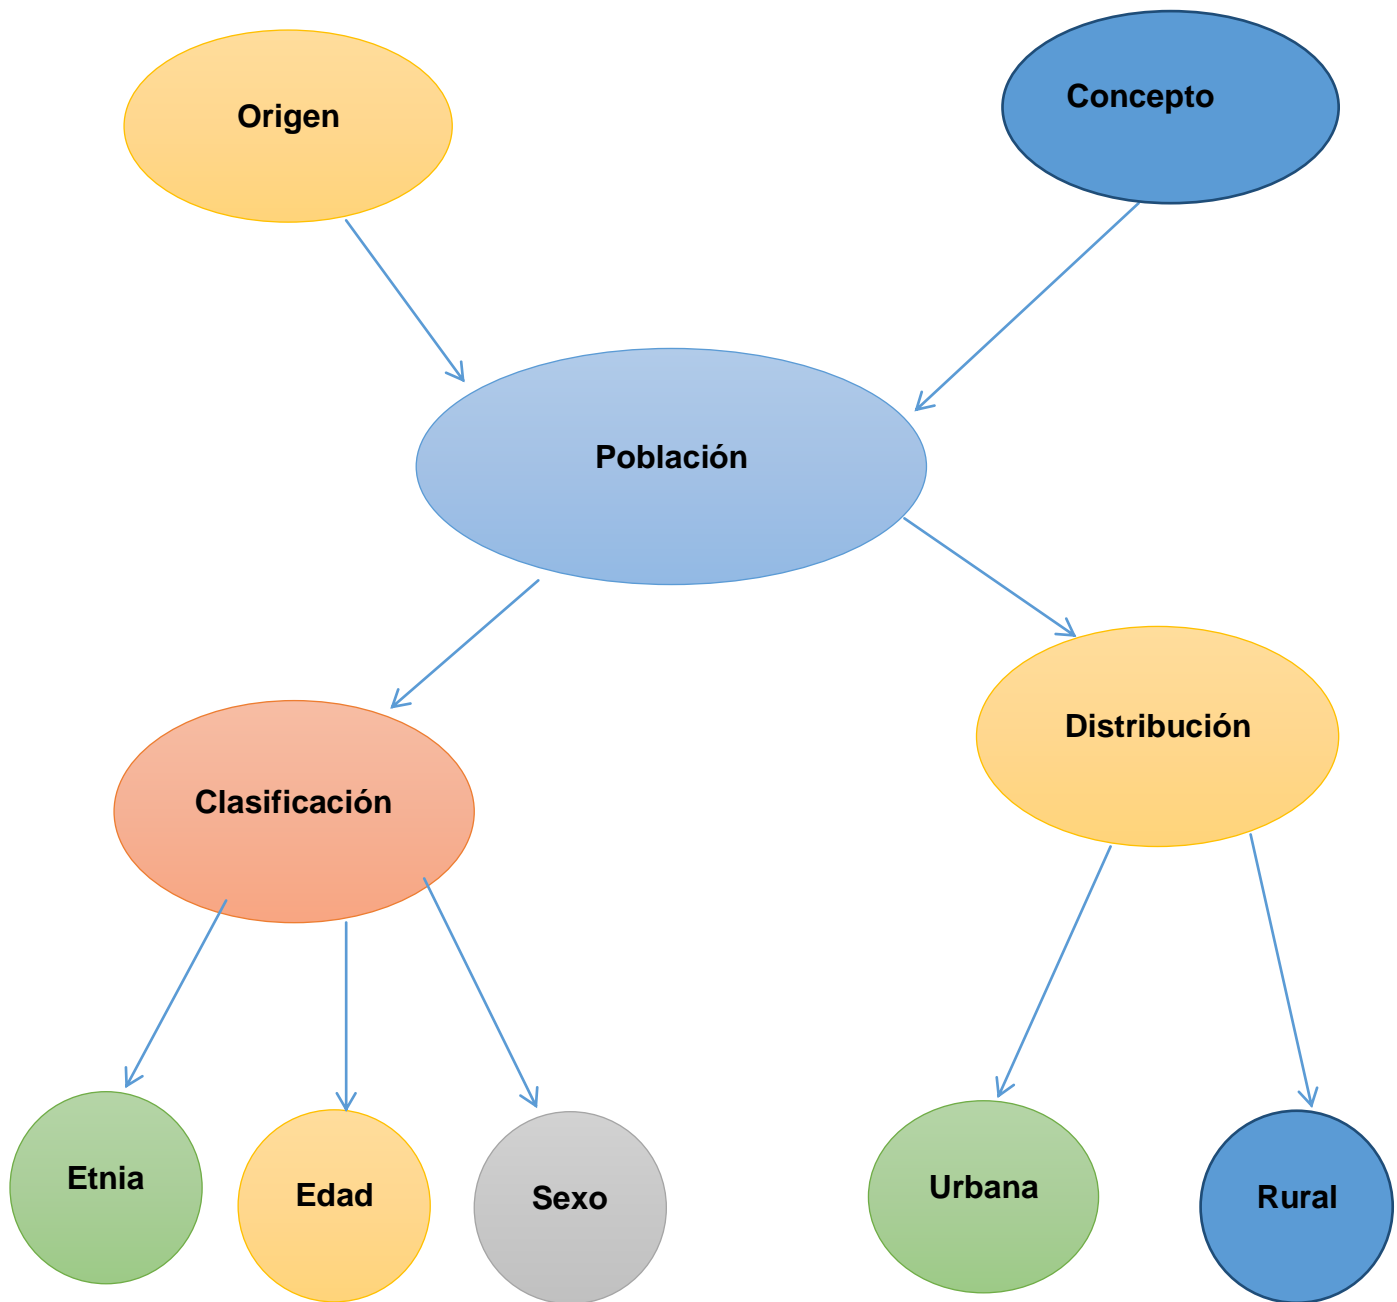 Origen
Concepto
Población
Distribución
Clasificación
Etnia
Edad
Sexo
Urbana
Rural